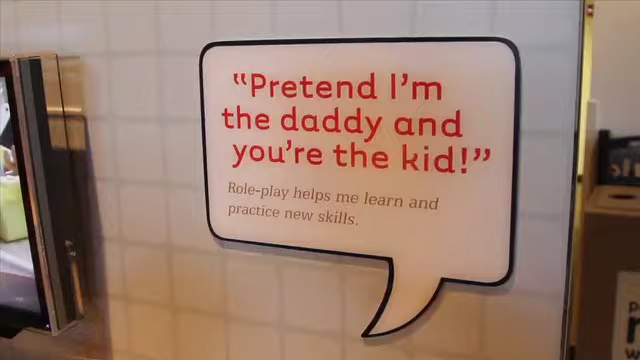 “Pretend I’m
the daddy and
you’re the kid!”
Role-play helps me learn and
practice new skills.